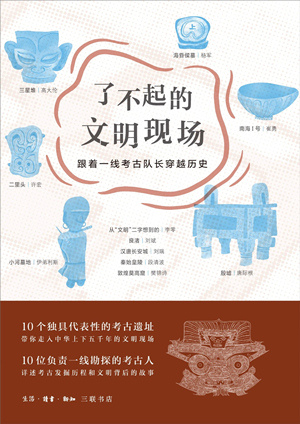 海昏侯墓｜杨军
三星堆｜高大伦
了不起的
文明现场
跟着一线考古队长穿越历史
南海1号｜崔勇
二里头｜许宏
小河墓地｜伊弟利斯
从“文明”二字想到的｜李零
良渚｜刘斌
汉唐长安城｜刘瑞
秦始皇陵｜段清波
敦煌莫高窟｜樊锦诗
殷墟｜唐际根
10个独具代表性的考古遗址
带你走入中华上下五千年的文明现场
10位负责一线勘探的考古人
详述考古发掘历程和文明背后的故事
生活·讀書·新知 三联书店